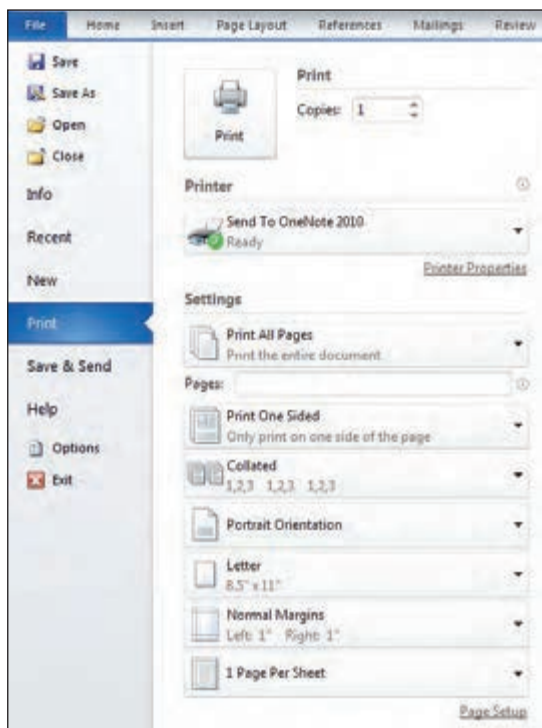 File Home Insert Page Layout References Mailings Review
Save
Save As
Open
Close
Info
Recent
New
Print
Save & Send
Help
Options
Exit
Print
Print
Copies: 1
Printer
Send To OneNote 2010
Ready
Printer Properties
Settings
Print All Pages
Print the entire document
Pages:
Print One Sided
Only print on one side of the page
Collated
1,2,3 1,2,3 1,2,3
Portrait Orientation
Letter
8.5" x 11"
Normal Margins
Left: 1" Right: 1"
1 Page Per Sheet
Page Setup